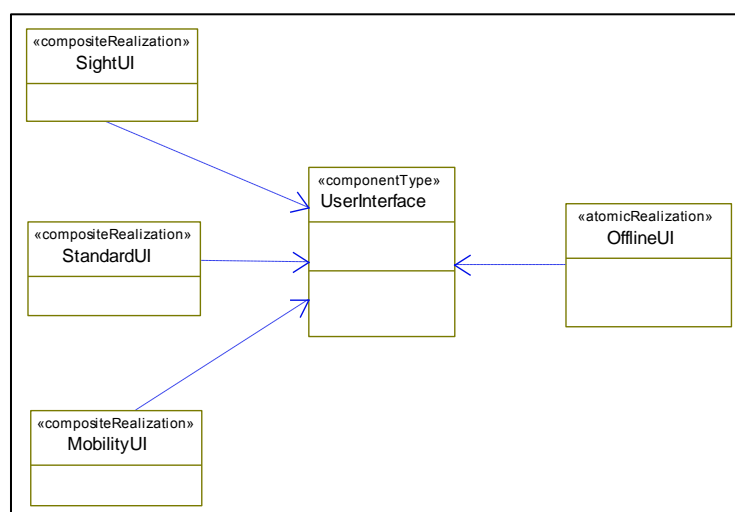 «compositeRealization»
SightUI
«componentType»
UserInterface
«atomicRealization»
OfflineUI
«compositeRealization»
StandardUI
«compositeRealization»
MobilityUI